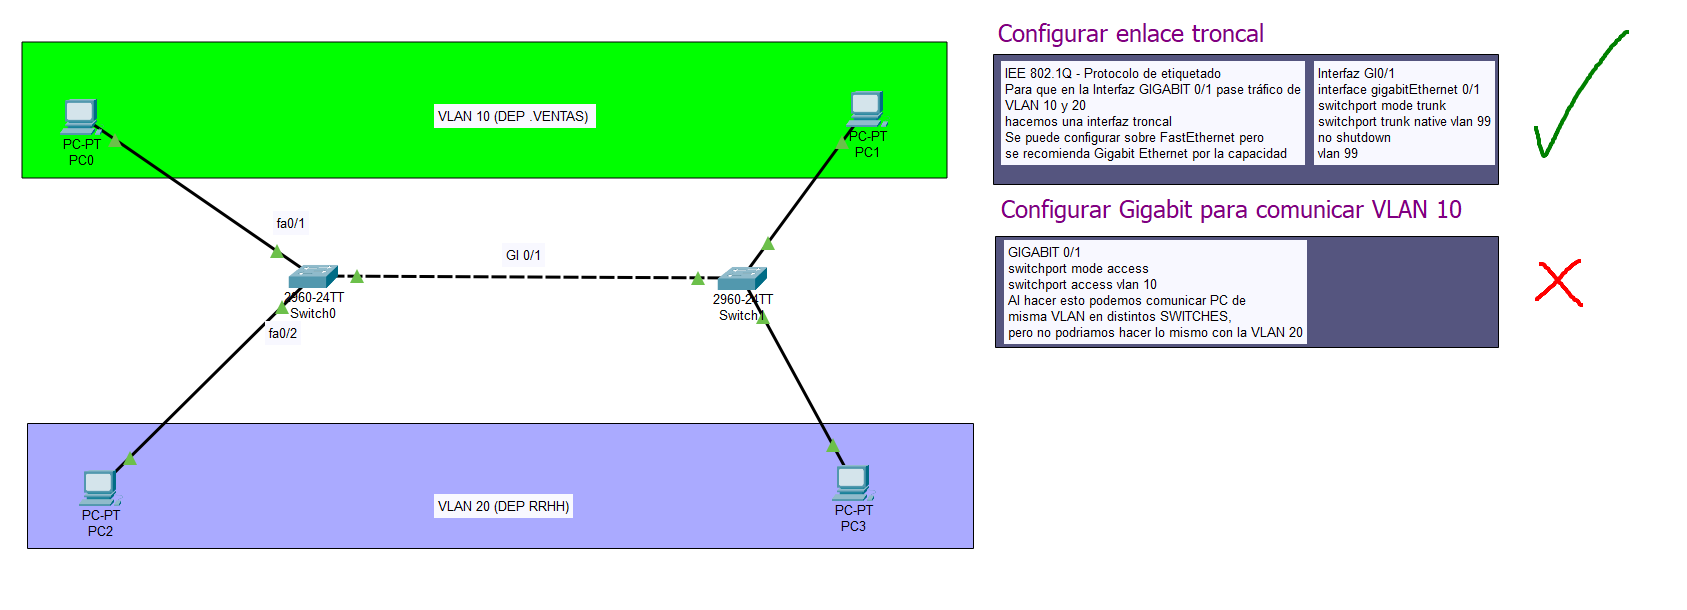 Configurar enlace troncal
IEE 802.1Q - Protocolo de etiquetado
Para que en la Interfaz GIGABIT 0/1 pase tráfico de
VLAN 10 y 20
hacemos una interfaz troncal
Se puede configurar sobre FastEthernet pero
se recomienda Gigabit Ethernet por la capacidad
Interfaz GI0/1
interface gigabitEthernet 0/1
switchport mode trunk
switchport trunk native vlan 99
no shutdown
vlan 99
Configurar Gigabit para comunicar VLAN 10
GIGABIT 0/1
switchport mode access
switchport access vlan 10
Al hacer esto podemos comunicar PC de
misma VLAN en distintos SWITCHES,
pero no podriamos hacer lo mismo con la VLAN 20
VLAN 10 (DEP .VENTAS)
PC-PT
PC0
PC-PT
PC1
fa0/1
GI 0/1
2960-24TT
Switch0
2960-24TT
Switch1
fa0/2
VLAN 20 (DEP RRHH)
PC-PT
PC2
PC-PT
PC3